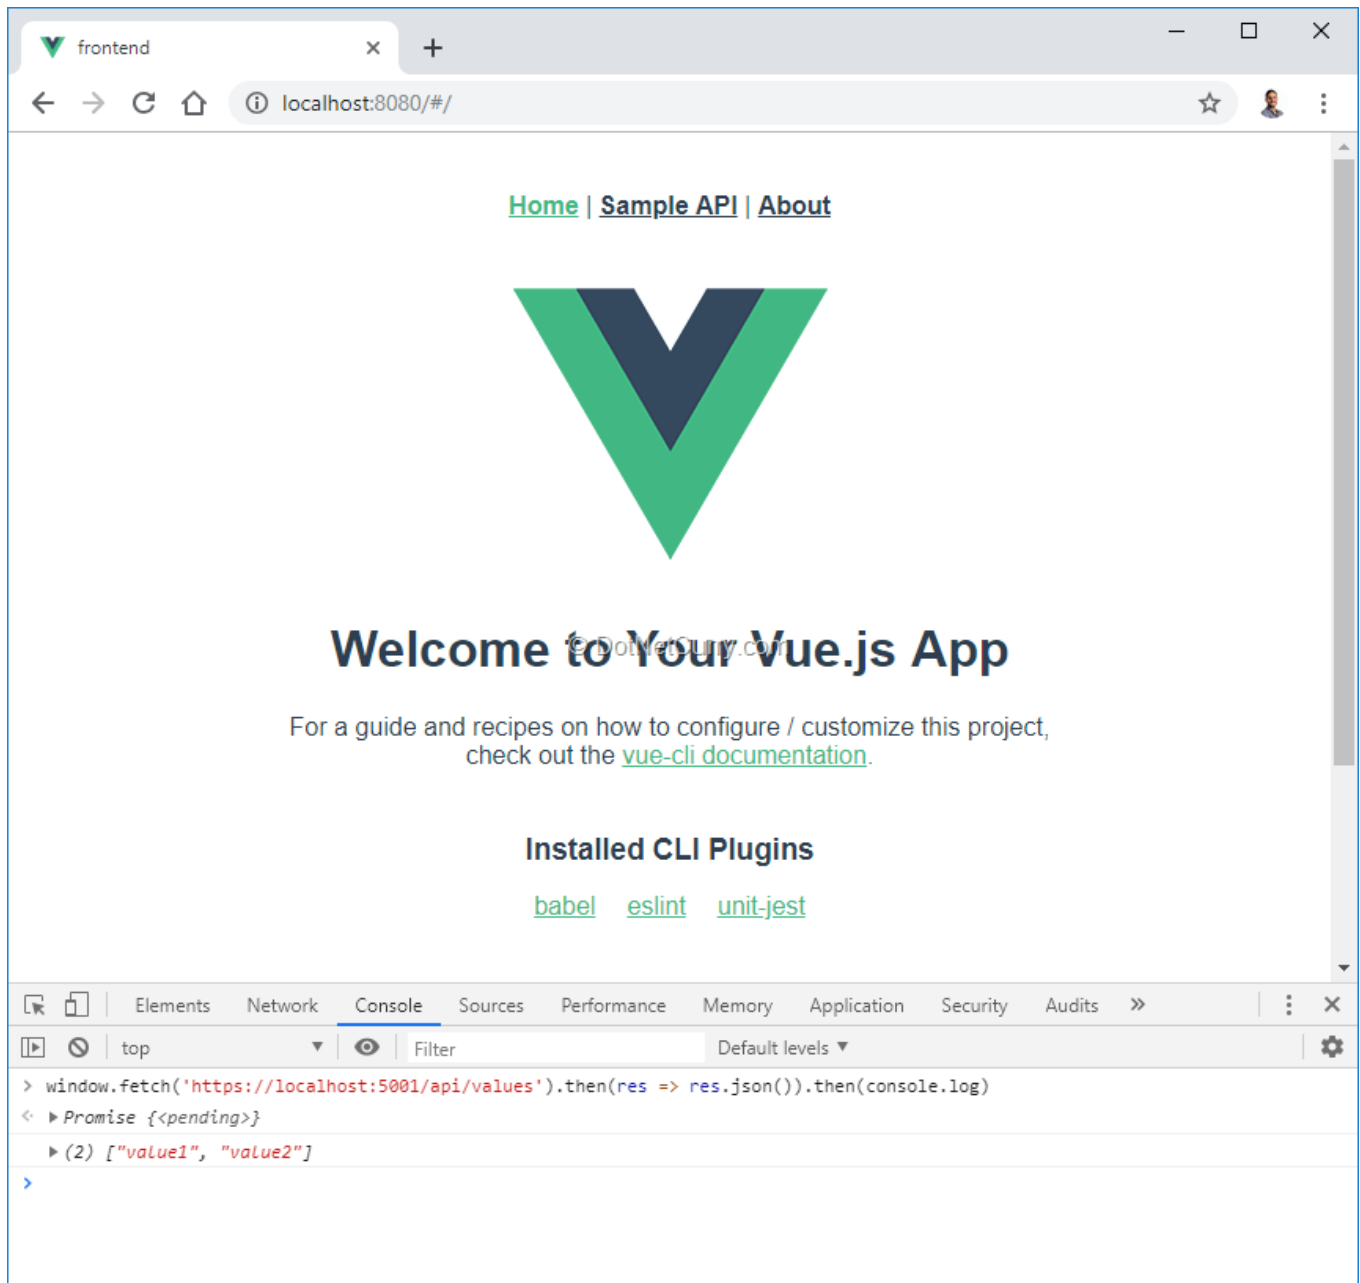 frontend
localhost:8080/#/
Home | Sample API | About
Welcome to Your Vue.js App
© DotNetCurry.com
For a guide and recipes on how to configure / customize this project,
check out the vue-cli documentation.
Installed CLI Plugins
babel eslint unit-jest
Elements Network Console Sources Performance Memory Application Security Audits »
top Filter Default levels
window.fetch('https://localhost:5001/api/values').then(res => res.json()).then(console.log)
Promise {<pending>}
(2) ["value1", "value2"]